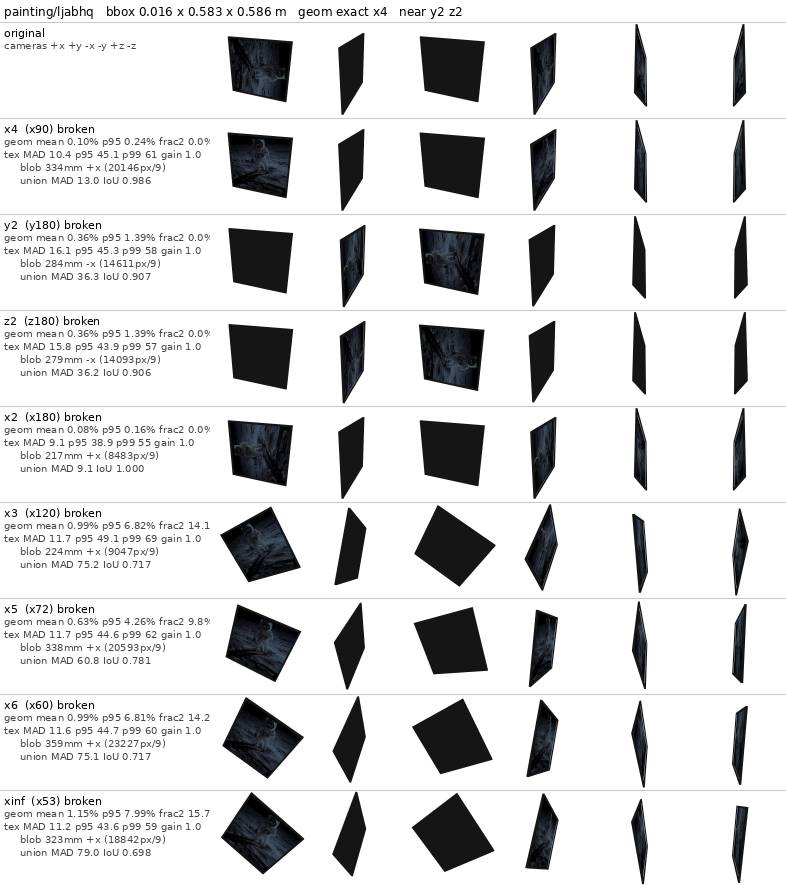 painting/ljabhq   bbox 0.016 x 0.583 x 0.586 m   geom exact x4   near y2 z2
original
cameras +x +y -x -y +z -z
x4  (x90) broken
geom mean 0.10% p95 0.24% frac2 0.0%
tex MAD 10.4 p95 45.1 p99 61 gain 1.0
blob 334mm +x (20146px/9)
union MAD 13.0 IoU 0.986
y2  (y180) broken
geom mean 0.36% p95 1.39% frac2 0.0%
tex MAD 16.1 p95 45.3 p99 58 gain 1.0
blob 284mm -x (14611px/9)
union MAD 36.3 IoU 0.907
z2  (z180) broken
geom mean 0.36% p95 1.39% frac2 0.0%
tex MAD 15.8 p95 43.9 p99 57 gain 1.0
blob 279mm -x (14093px/9)
union MAD 36.2 IoU 0.906
x2  (x180) broken
geom mean 0.08% p95 0.16% frac2 0.0%
tex MAD 9.1 p95 38.9 p99 55 gain 1.0
blob 217mm +x (8483px/9)
union MAD 9.1 IoU 1.000
x3  (x120) broken
geom mean 0.99% p95 6.82% frac2 14.1
tex MAD 11.7 p95 49.1 p99 69 gain 1.0
blob 224mm +x (9047px/9)
union MAD 75.2 IoU 0.717
x5  (x72) broken
geom mean 0.63% p95 4.26% frac2 9.8%
tex MAD 11.7 p95 44.6 p99 62 gain 1.0
blob 338mm +x (20593px/9)
union MAD 60.8 IoU 0.781
x6  (x60) broken
geom mean 0.99% p95 6.81% frac2 14.2
tex MAD 11.6 p95 44.7 p99 60 gain 1.0
blob 359mm +x (23227px/9)
union MAD 75.1 IoU 0.717
xinf  (x53) broken
geom mean 1.15% p95 7.99% frac2 15.7
tex MAD 11.2 p95 43.6 p99 59 gain 1.0
blob 323mm +x (18842px/9)
union MAD 79.0 IoU 0.698